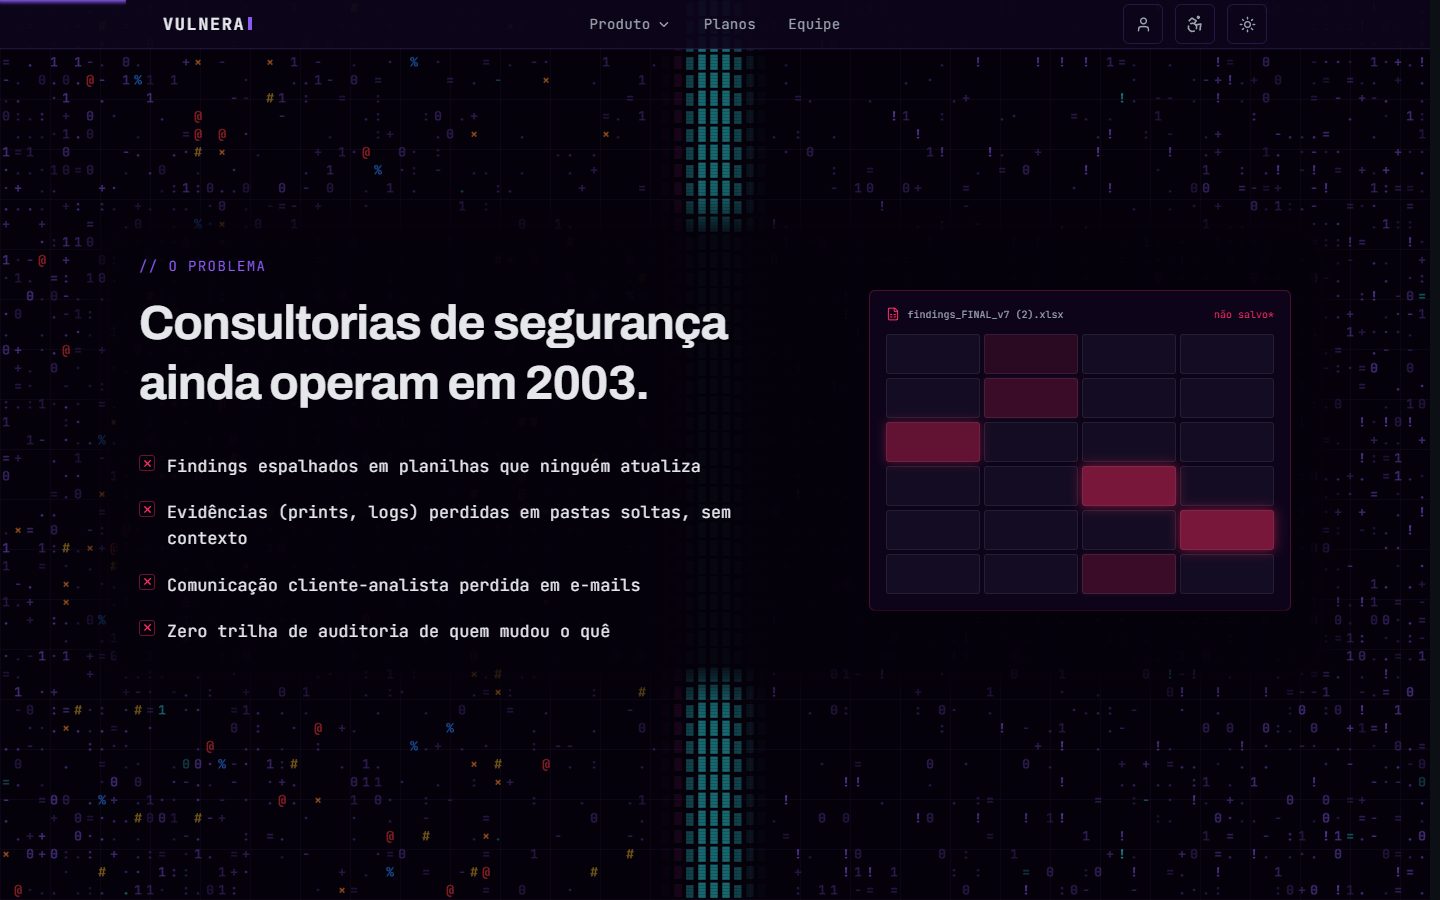 VULNERA
Produto
Planos
Equipe
// O PROBLEMA
Consultorias de segurança
ainda operam em 2003.
Findings espalhados em planilhas que ninguém atualiza
Evidências (prints, logs) perdidas em pastas soltas, sem
contexto
Comunicação cliente-analista perdida em e-mails
Zero trilha de auditoria de quem mudou o quê
findings_FINAL_v7 (2).xlsx
não salvo*